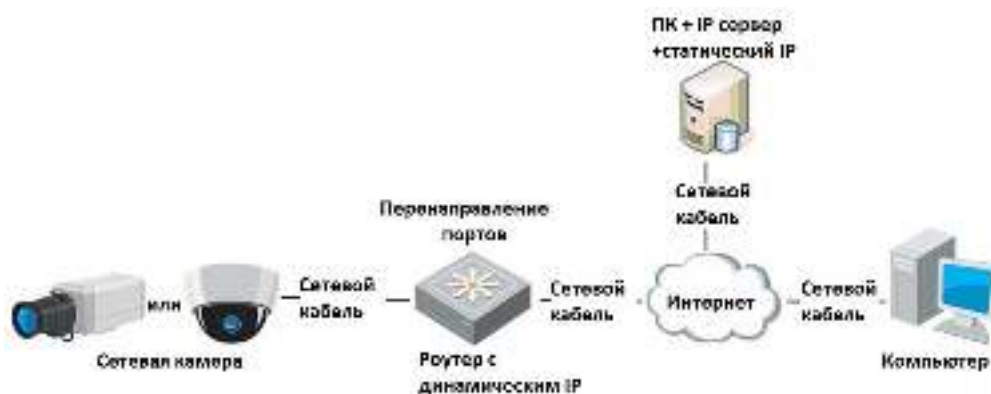 ПК + IP сервер
+статический IP
Сетевой
кабель
Перенаправление
портов
или
Сетевой
кабель
Сетевой
кабель
Интернет
Сетевой
кабель
Сетевая камера
Роутер с
динамическим IP
Компьютер